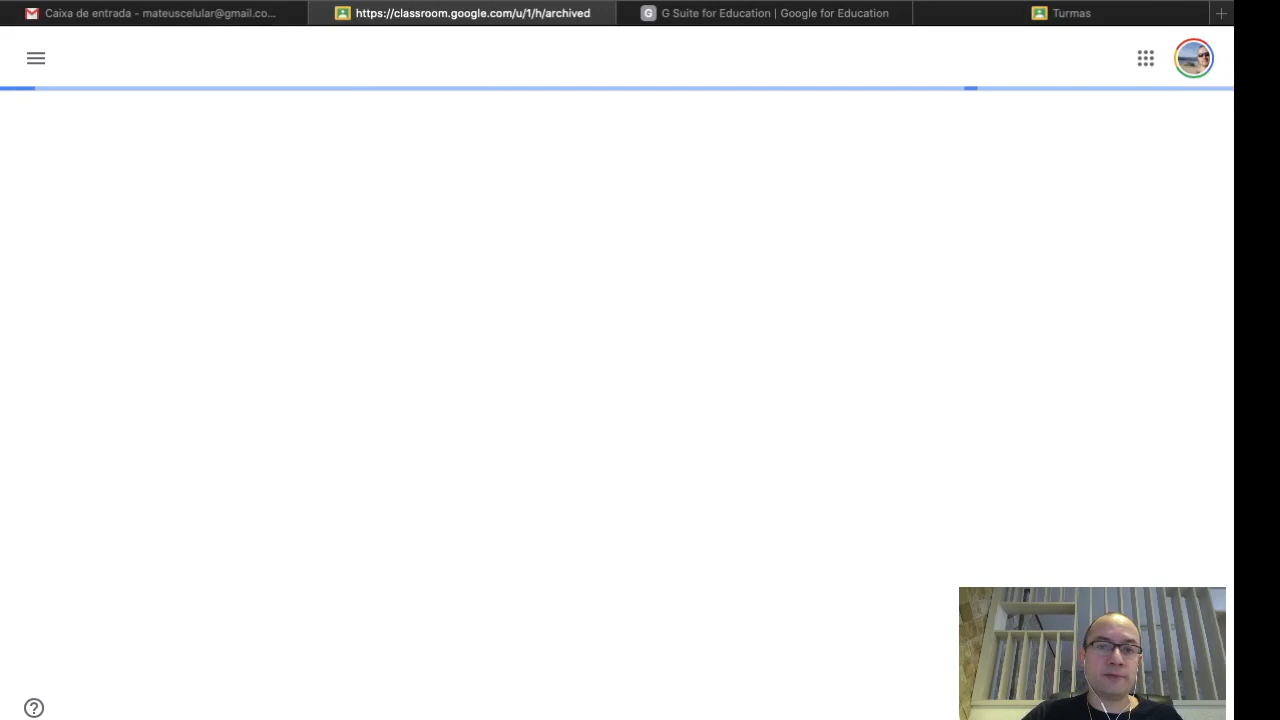 Caixa de entrada - mateuscelular@gmail.co...
https://classroom.google.com/u/1/h/archived
G Suite for Education | Google for Education
Turmas